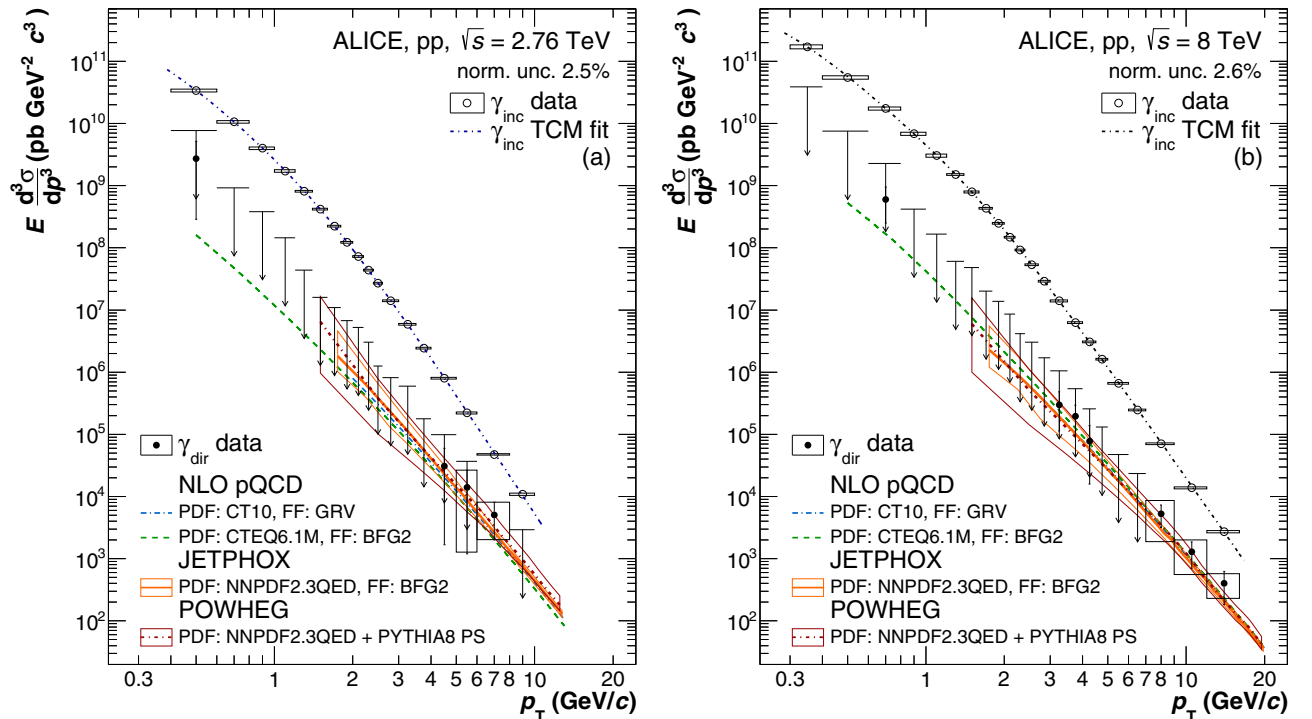 E d³σ/dp³ (pb GeV⁻² c³)
10¹¹
10¹⁰
10⁹
10⁸
10⁷
10⁶
10⁵
10⁴
10³
10²
ALICE, pp, √s = 2.76 TeV
norm. unc. 2.5%
γinc data
γinc TCM fit
(a)
γdir data
NLO pQCD
PDF: CT10, FF: GRV
PDF: CTEQ6.1M, FF: BFG2
JETPHOX
PDF: NNPDF2.3QED, FF: BFG2
POWHEG
PDF: NNPDF2.3QED + PYTHIA8 PS
0.3 1 2 3 4 5 6 7 8 10 20
pT (GeV/c)
E d³σ/dp³ (pb GeV⁻² c³)
10¹¹
10¹⁰
10⁹
10⁸
10⁷
10⁶
10⁵
10⁴
10³
10²
ALICE, pp, √s = 8 TeV
norm. unc. 2.6%
γinc data
γinc TCM fit
(b)
γdir data
NLO pQCD
PDF: CT10, FF: GRV
PDF: CTEQ6.1M, FF: BFG2
JETPHOX
PDF: NNPDF2.3QED, FF: BFG2
POWHEG
PDF: NNPDF2.3QED + PYTHIA8 PS
0.3 1 2 3 4 5 6 7 8 10 20
pT (GeV/c)